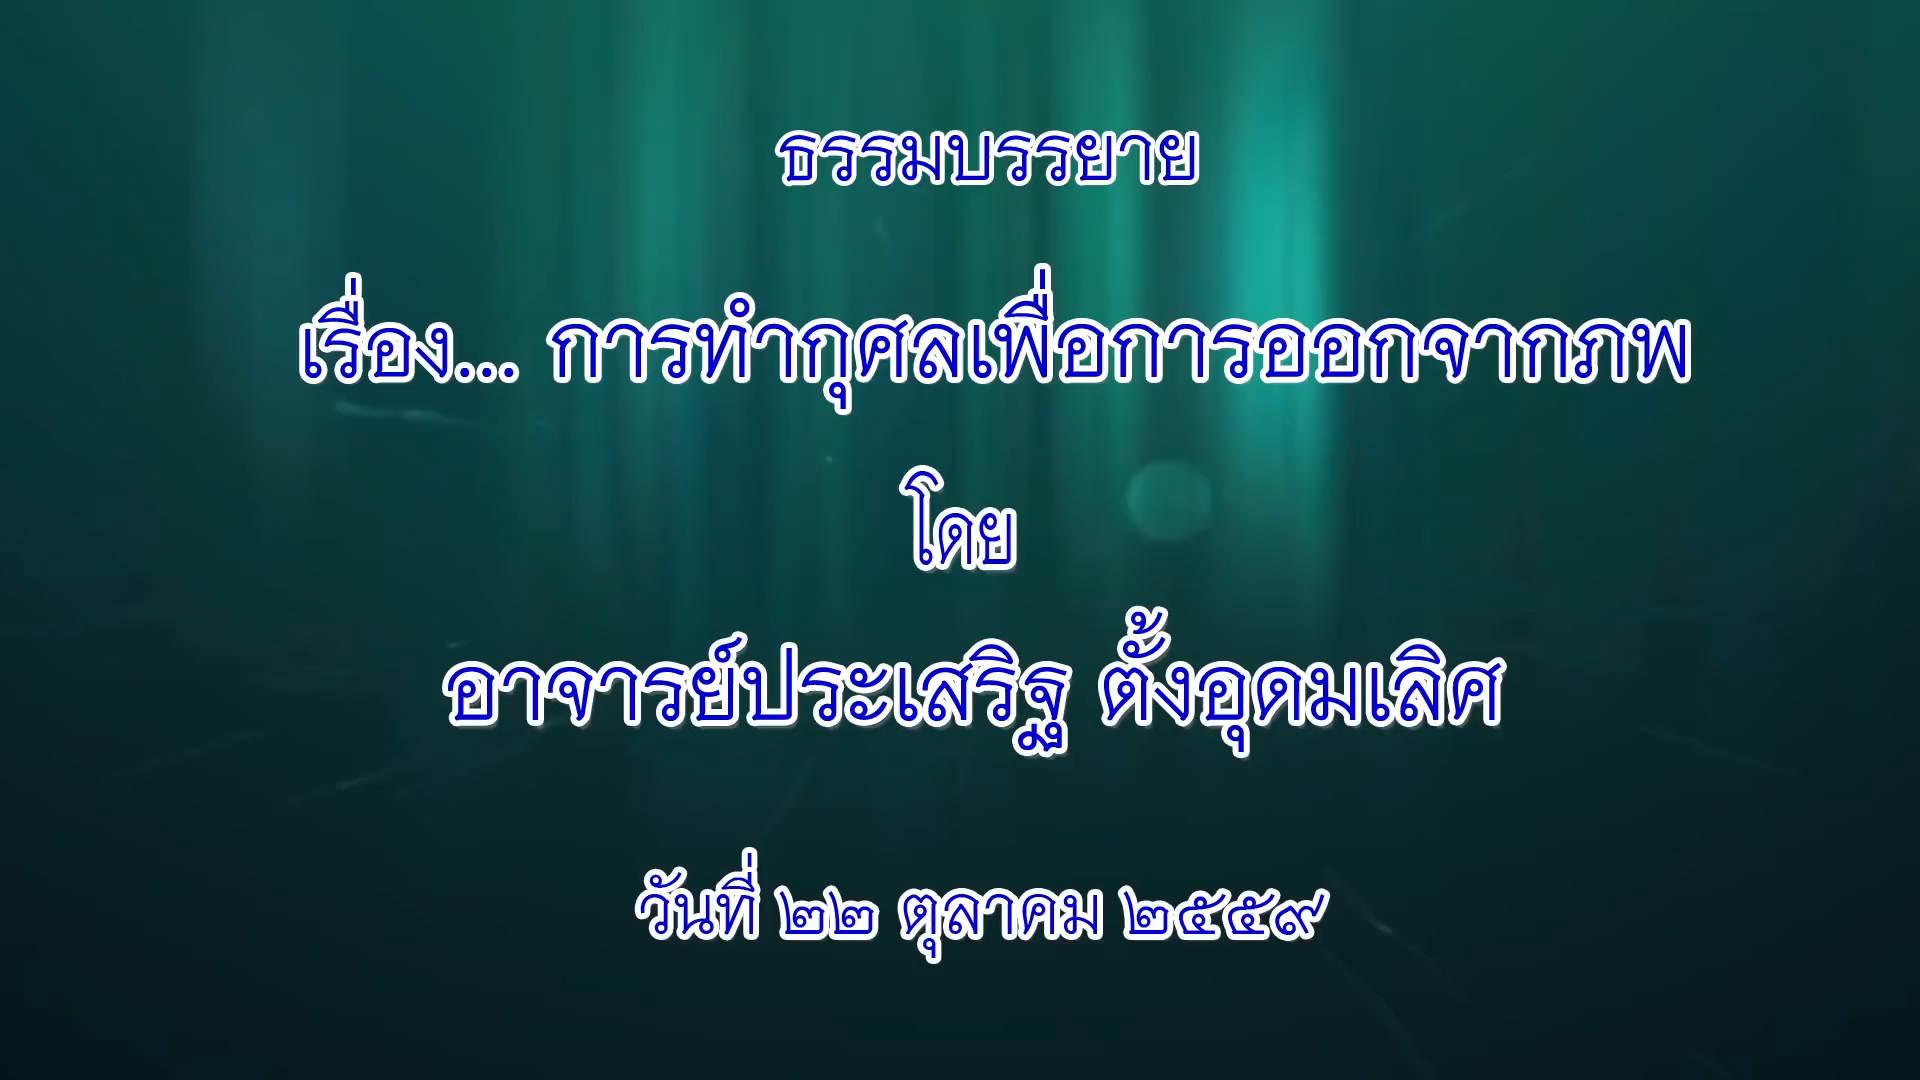 ธรรมบรรยาย
เรื่อง... การทำกุศลเพื่อการออกจากภพ
โดย
อาจารย์ประเสริฐ ตั้งอุดมเลิศ
วันที่ ๒๒ ตุลาคม ๒๕๕๙